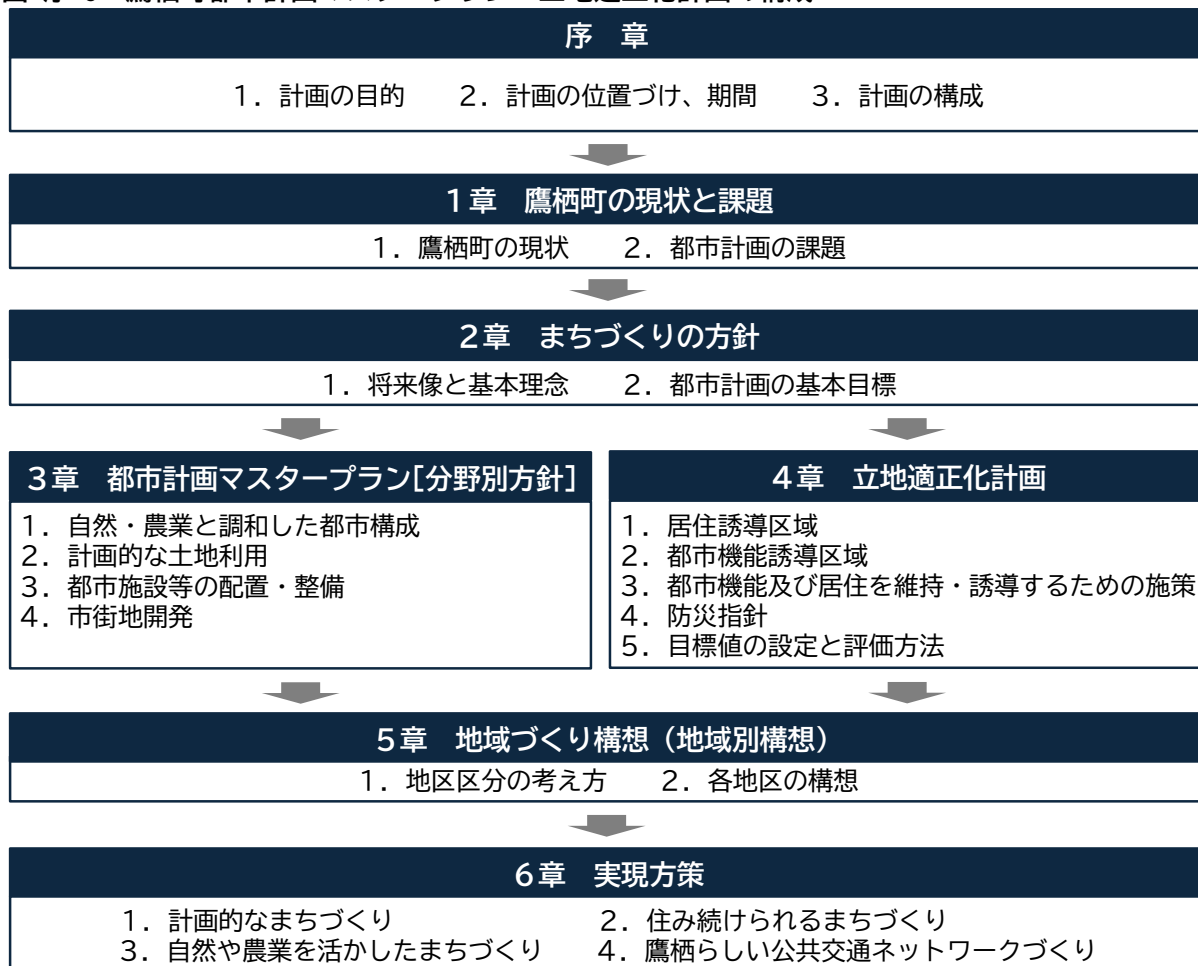 序 章
1．計画の目的 2．計画の位置づけ、期間 3．計画の構成
1章 鷹栖町の現状と課題
1．鷹栖町の現状 2．都市計画の課題
2章 まちづくりの方針
1．将来像と基本理念 2．都市計画の基本目標
3章 都市計画マスタープラン[分野別方針]
1．自然・農業と調和した都市構成
2．計画的な土地利用
3．都市施設等の配置・整備
4．市街地開発
4章 立地適正化計画
1．居住誘導区域
2．都市機能誘導区域
3．都市機能及び居住を維持・誘導するための施策
4．防災指針
5．目標値の設定と評価方法
5章 地域づくり構想（地域別構想）
1．地区区分の考え方 2．各地区の構想
6章 実現方策
1．計画的なまちづくり 2．住み続けられるまちづくり
3．自然や農業を活かしたまちづくり 4．鷹栖らしい公共交通ネットワークづくり